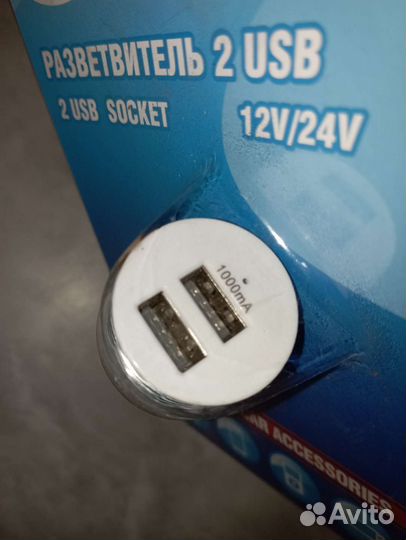 РАЗВЕТВИТЕЛЬ 2 USB
2 USB SOCKET
12V/24V
1000mA
ACCESSORIES
Avito